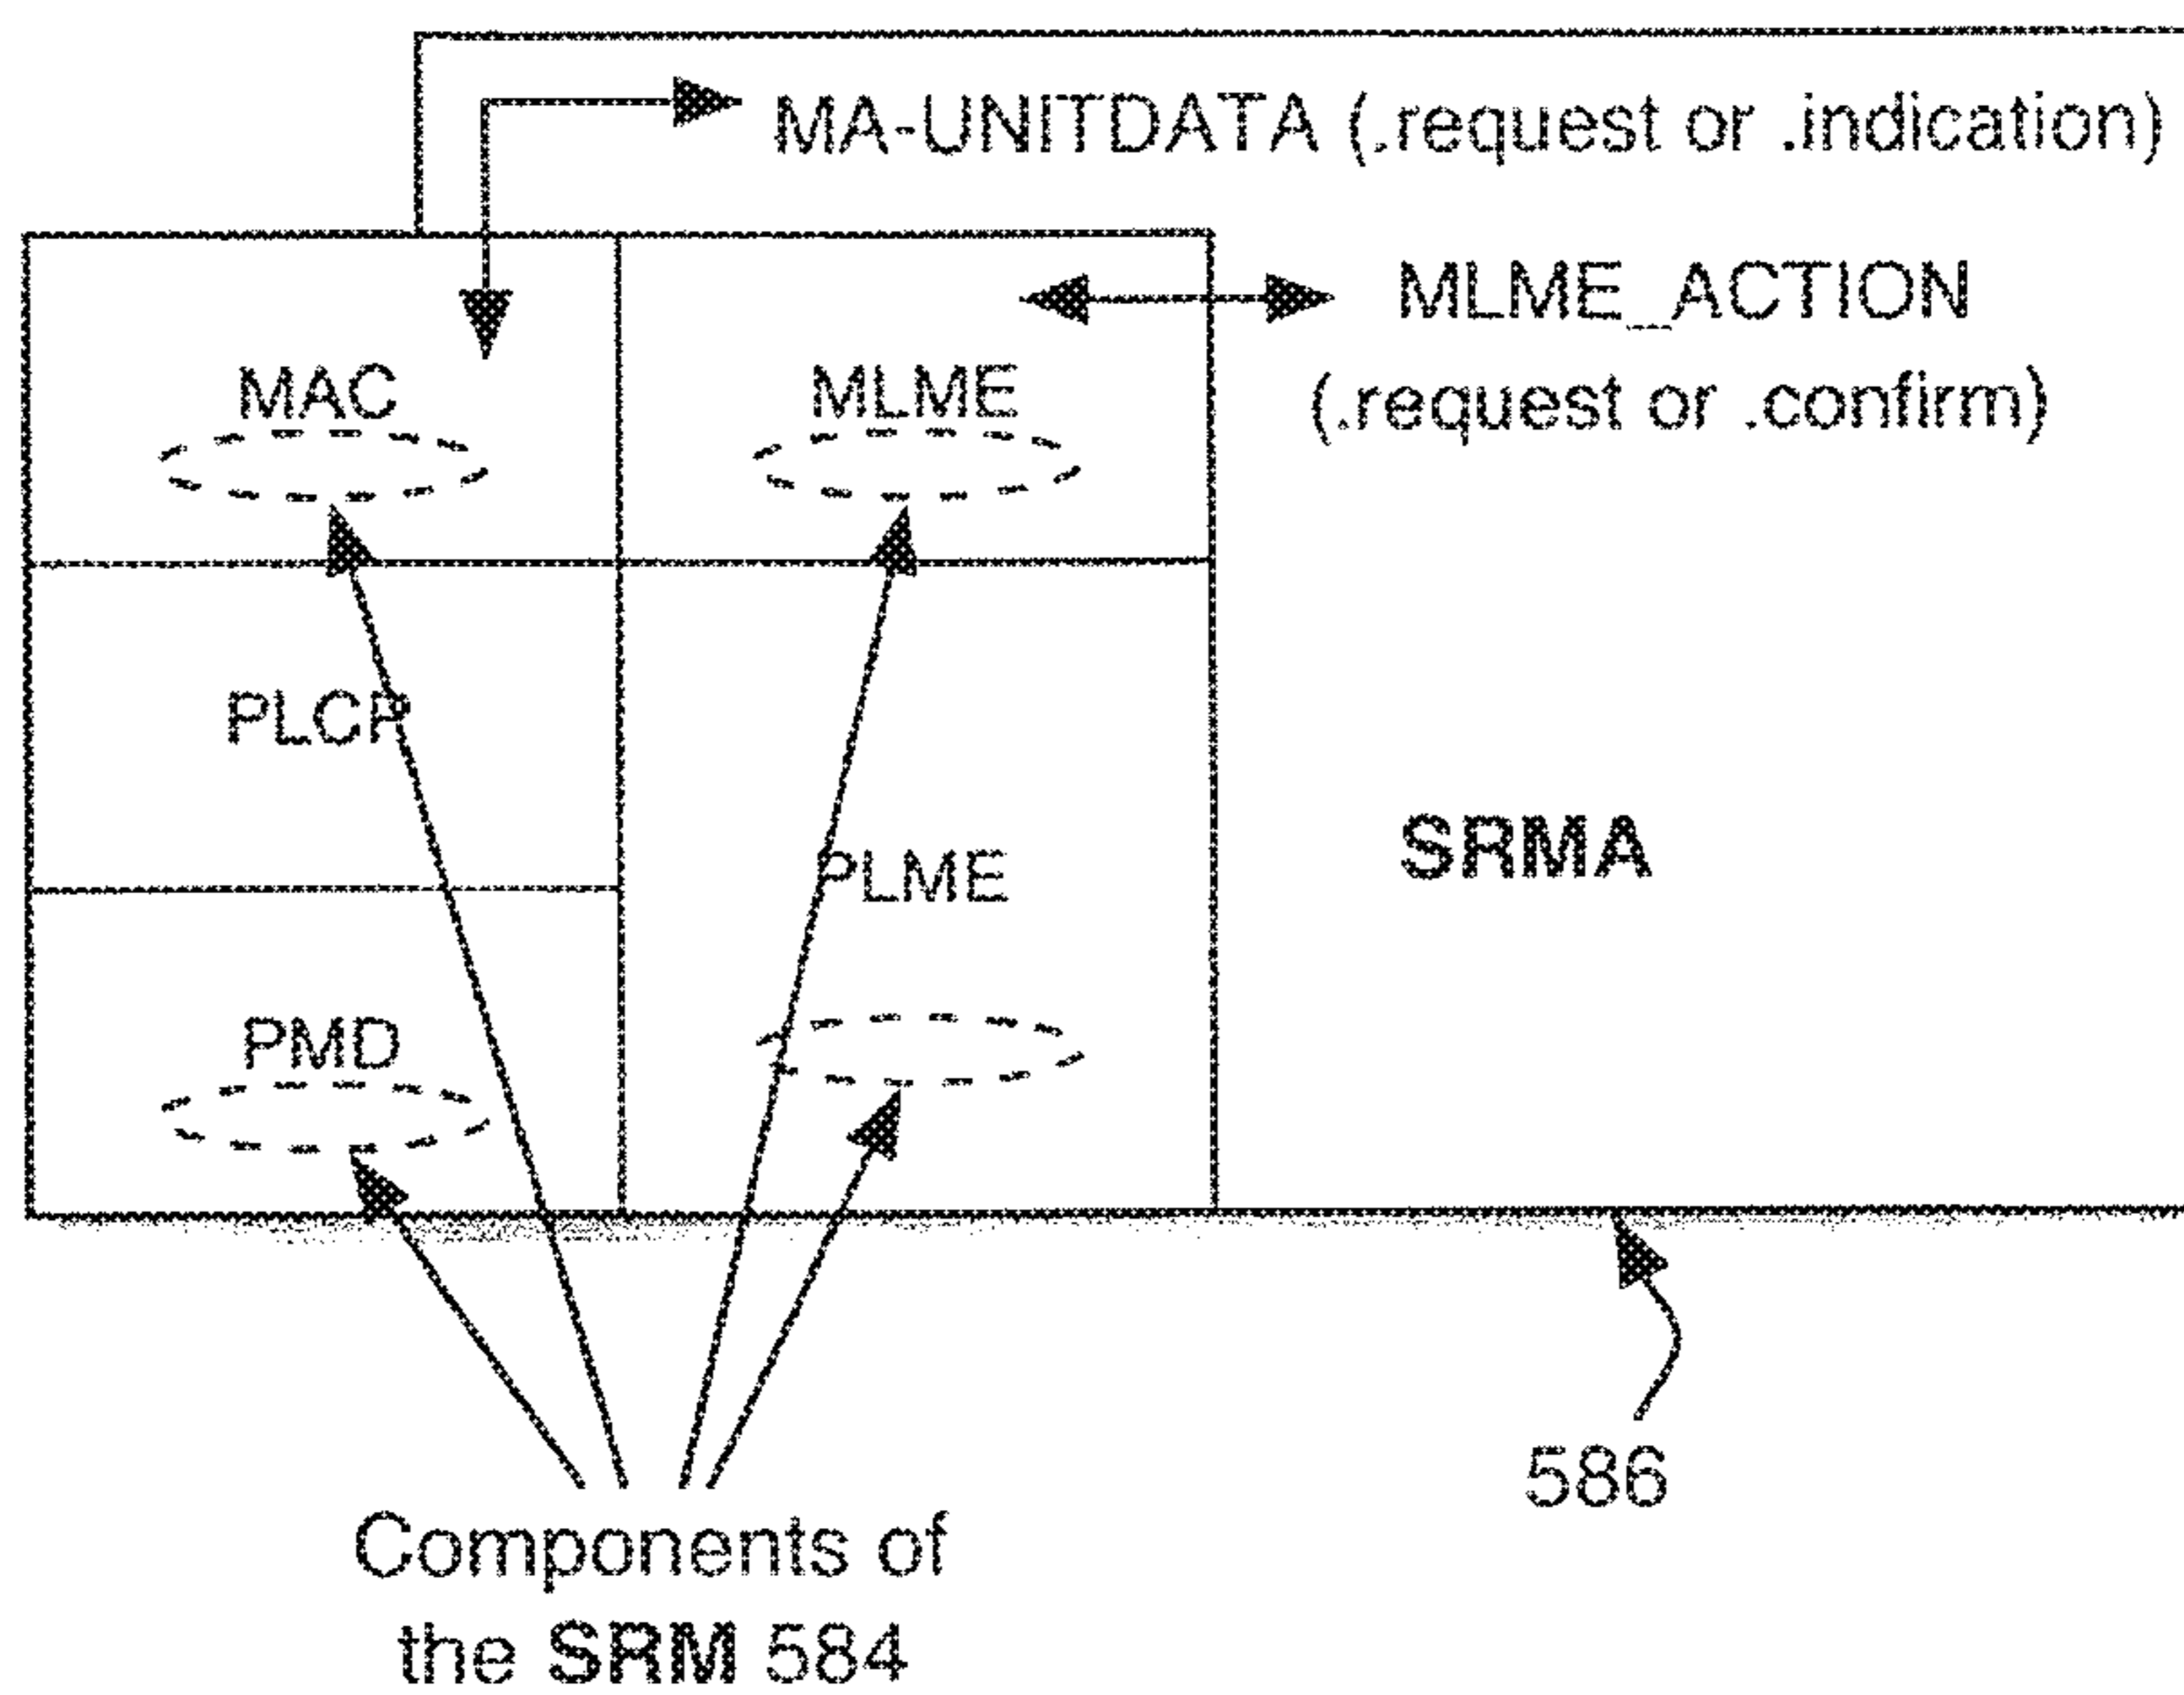 MA-UNITDATA (.request or .indication)
MLME_ACTION
(.request or .confirm)
MAC
MLME
PLCP
PLME
SRMA
PMD
586
Components of
the SRM 584